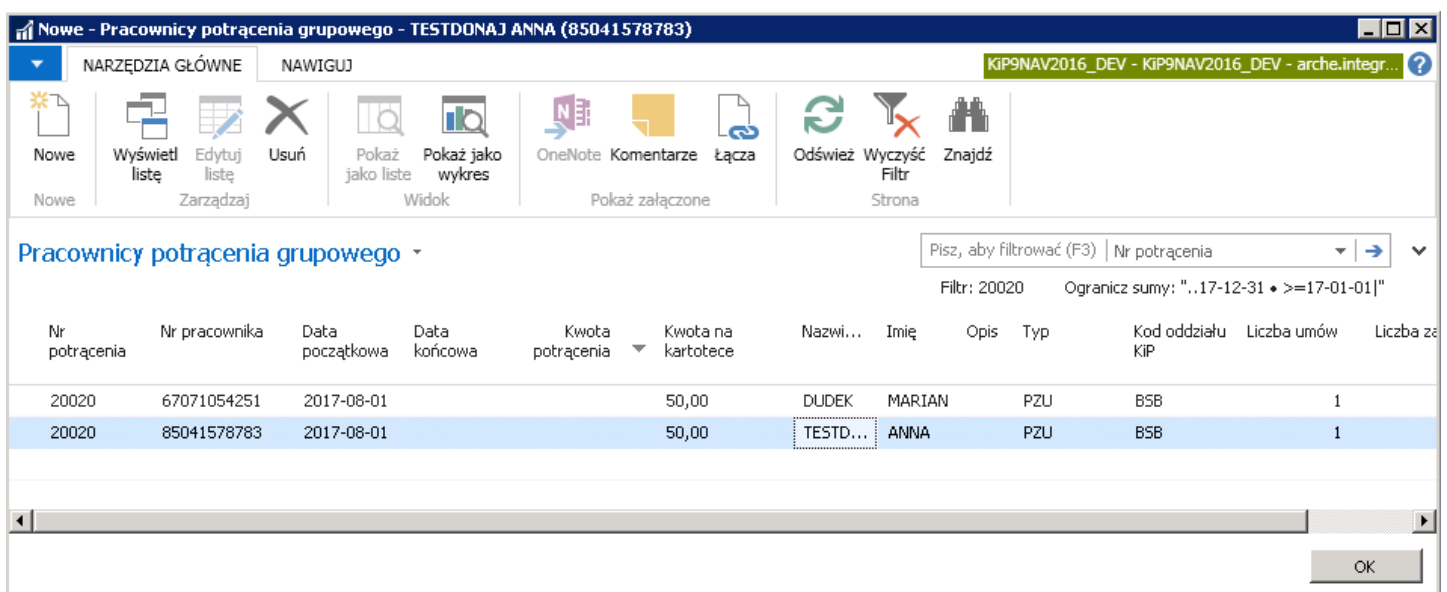 Nowe - Pracownicy potrącenia grupowego - TESTDONAJ ANNA (85041578783)
NARZĘDZIA GŁÓWNE NAWIGUJ KiP9NAV2016_DEV - KiP9NAV2016_DEV - arche.integr...
Nowe Wyświetl listę Edytuj listę Usuń Pokaż jako liste Pokaż jako wykres OneNote Komentarze Łącza Odśwież Wyczyść Filtr Znajdź
Nowe Zarządzaj Widok Pokaż załączone Strona
Pracownicy potrącenia grupowego Pisz, aby filtrować (F3) Nr potrącenia
Filtr: 20020 Ogranicz sumy: "..17-12-31 • >=17-01-01|"
Nr potrącenia Nr pracownika Data początkowa Data końcowa Kwota potrącenia Kwota na kartotece Nazwi... Imię Opis Typ Kod oddziału KiP Liczba umów Liczba za
20020 67071054251 2017-08-01 50,00 DUDEK MARIAN PZU BSB 1
20020 85041578783 2017-08-01 50,00 TESTD... ANNA PZU BSB 1
OK